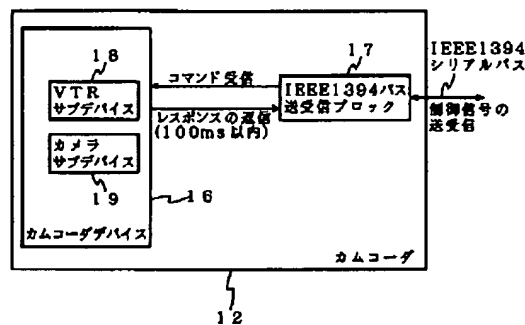 18
VTR
サブデバイス
カメラ
サブデバイス
19
16
カムコーダデバイス
コマンド受信
レスポンスの返信
(100ms以内)
17
IEEE1394バス
送受信ブロック
IEEE1394
シリアルバス
制御信号の
送受信
カムコーダ
12